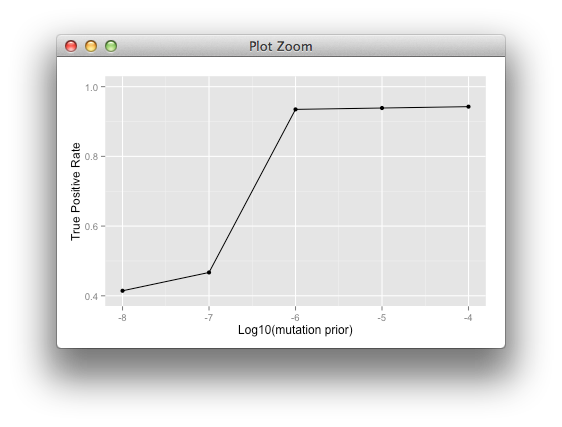 Plot Zoom
1.0
0.8
0.6
0.4
True Positive Rate
-8 -7 -6 -5 -4
Log10(mutation prior)